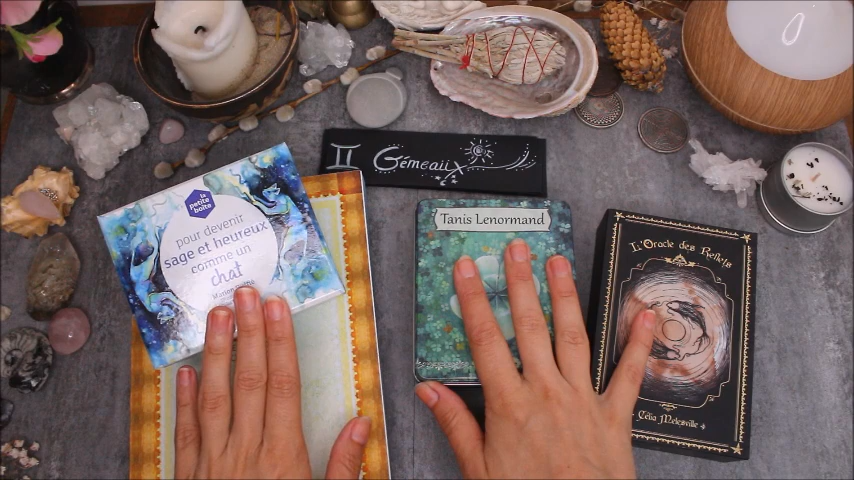 ♊ Gémeaux
la
petite
boîte
pour devenir
sage et heureux
comme un
chat
Tanis Lenormand
L'Oracle des Reflets
Célia Melesville